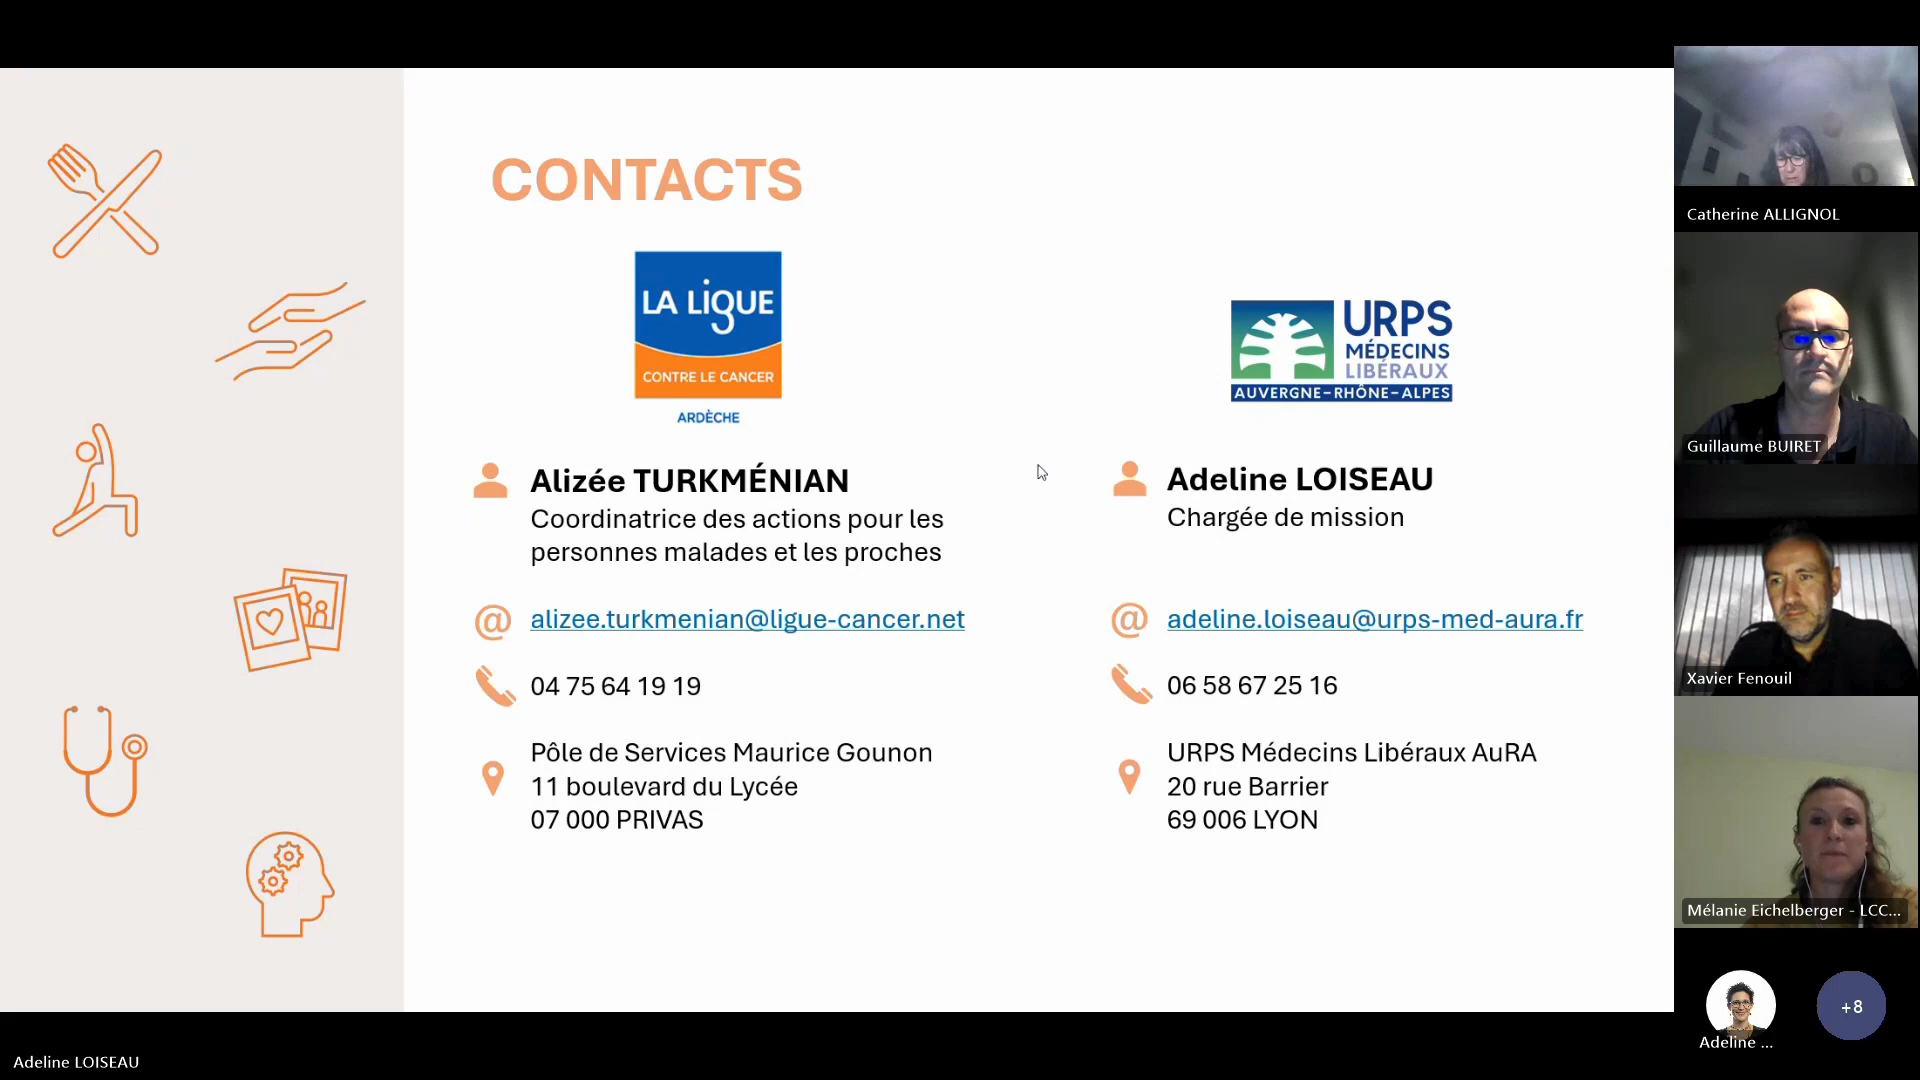 CONTACTS
LA LIGUE
CONTRE LE CANCER
ARDÈCHE
Alizée TURKMÉNIAN
Coordinatrice des actions pour les
personnes malades et les proches
@ alizee.turkmenian@ligue-cancer.net
04 75 64 19 19
Pôle de Services Maurice Gounon
11 boulevard du Lycée
07 000 PRIVAS
URPS
MÉDECINS
LIBÉRAUX
AUVERGNE-RHÔNE-ALPES
Adeline LOISEAU
Chargée de mission
@ adeline.loiseau@urps-med-aura.fr
06 58 67 25 16
URPS Médecins Libéraux AuRA
20 rue Barrier
69 006 LYON
Catherine ALLIGNOL
Guillaume BUIRET
Xavier Fenouil
Mélanie Eichelberger - LCC...
Adeline ...
+8
Adeline LOISEAU